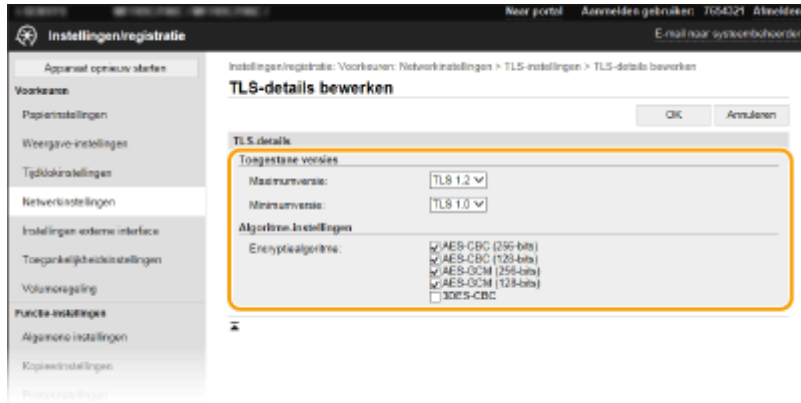 Naar portal Aanmelden gebruiker: 7654321 Afmelden
Instellingen/registratie
E-mail naar systeembeheerder
Apparaat opnieuw starten
Voorkeuren
Papierinstellingen
Weergave-instellingen
Tijdklokinstellingen
Netwerkinstellingen
Instellingen externe interface
Toegankelijkheidsinstellingen
Volumeregeling
Functie-instellingen
Algemene instellingen
Kopieerinstellingen
Printerinstellingen
Instellingen/registratie: Voorkeuren: Netwerkinstellingen > TLS-instellingen > TLS-details bewerken
TLS-details bewerken
OK Annuleren
TLS-details
Toegestane versies
Maximumversie: TLS 1.2
Minimumversie: TLS 1.0
Algoritme-instellingen
Encryptiealgoritme: AES-CBC (256-bits)
AES-CBC (128-bits)
AES-GCM (256-bits)
AES-GCM (128-bits)
3DES-CBC